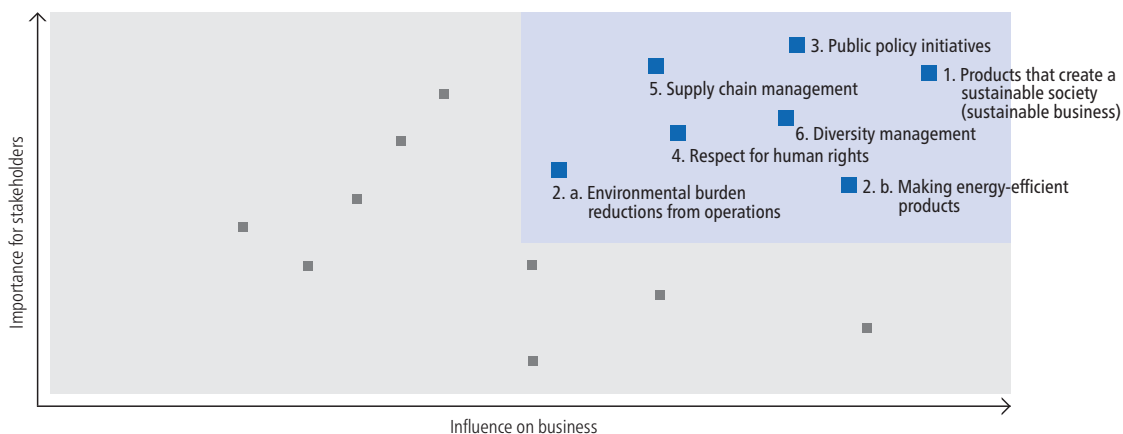 Importance for stakeholders
3. Public policy initiatives
1. Products that create a
sustainable society
(sustainable business)
5. Supply chain management
6. Diversity management
4. Respect for human rights
2. a. Environmental burden
reductions from operations
2. b. Making energy-efficient
products
Influence on business